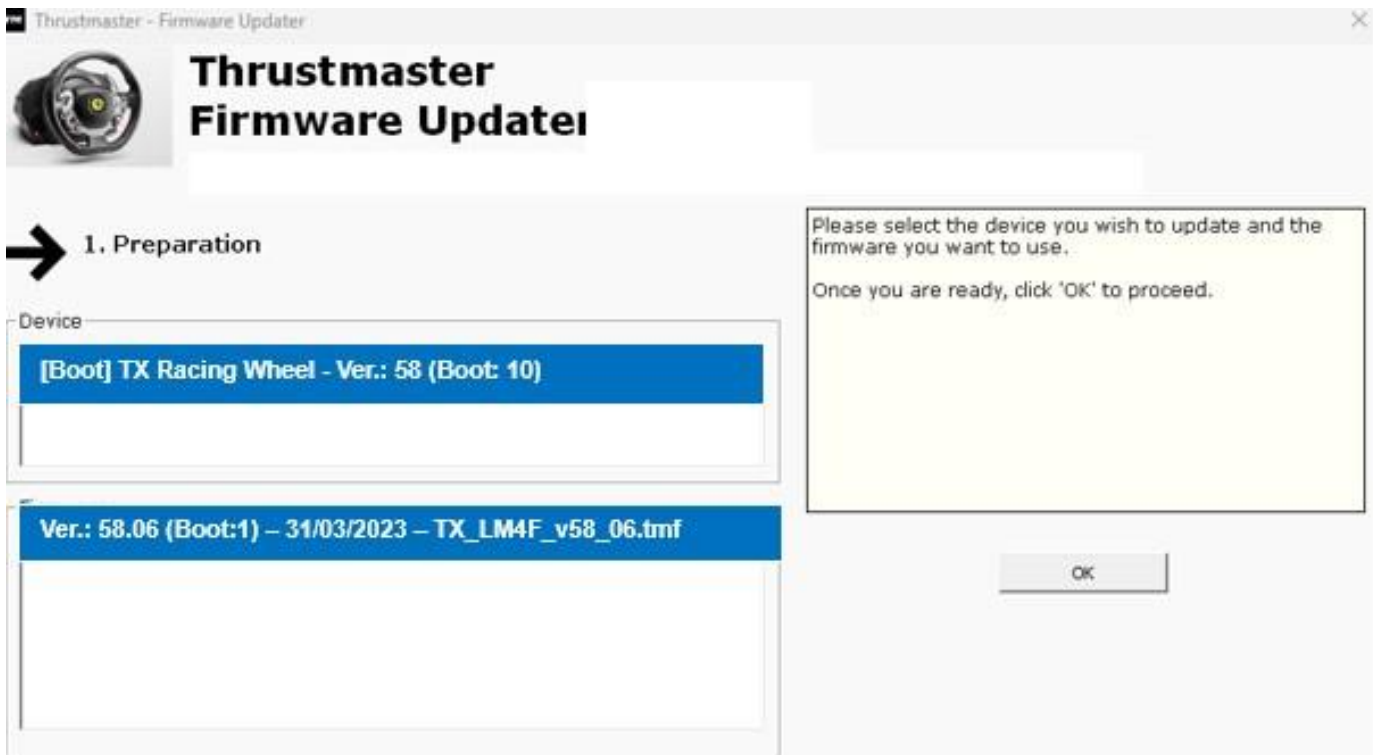 Thrustmaster - Firmware Updater
Thrustmaster
Firmware Updater
1. Preparation
Please select the device you wish to update and the
firmware you want to use.
Once you are ready, click 'OK' to proceed.
Device
[Boot] TX Racing Wheel - Ver.: 58 (Boot: 10)
Ver.: 58.06 (Boot:1) – 31/03/2023 – TX_LM4F_v58_06.tmf
OK